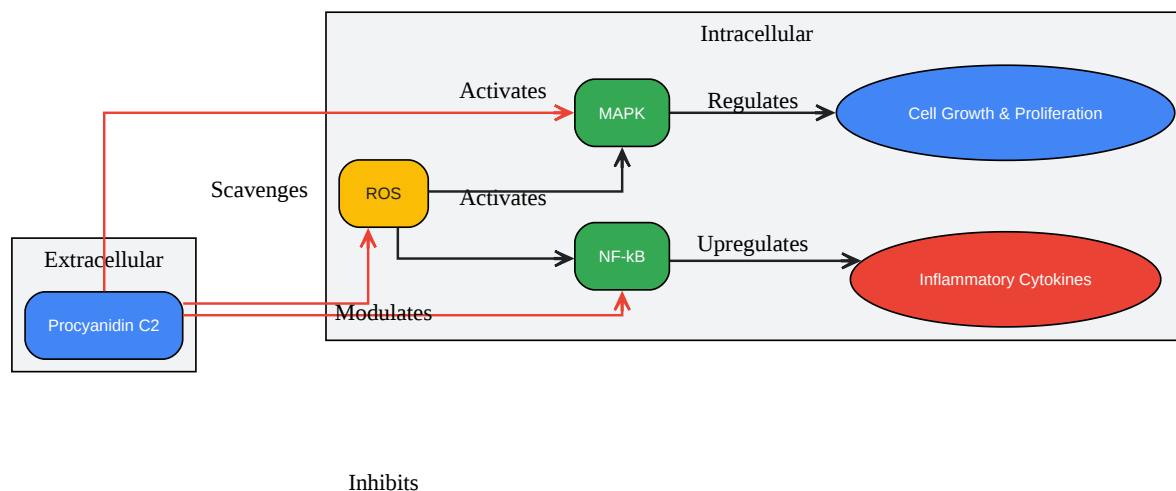 Intracellular
Activates
MAPK
Regulates
Cell Growth & Proliferation
Scavenges
ROS
Activates
Extracellular
NF-kB
Upregulates
Inflammatory Cytokines
Procyanidin C2
Modulates
Inhibits